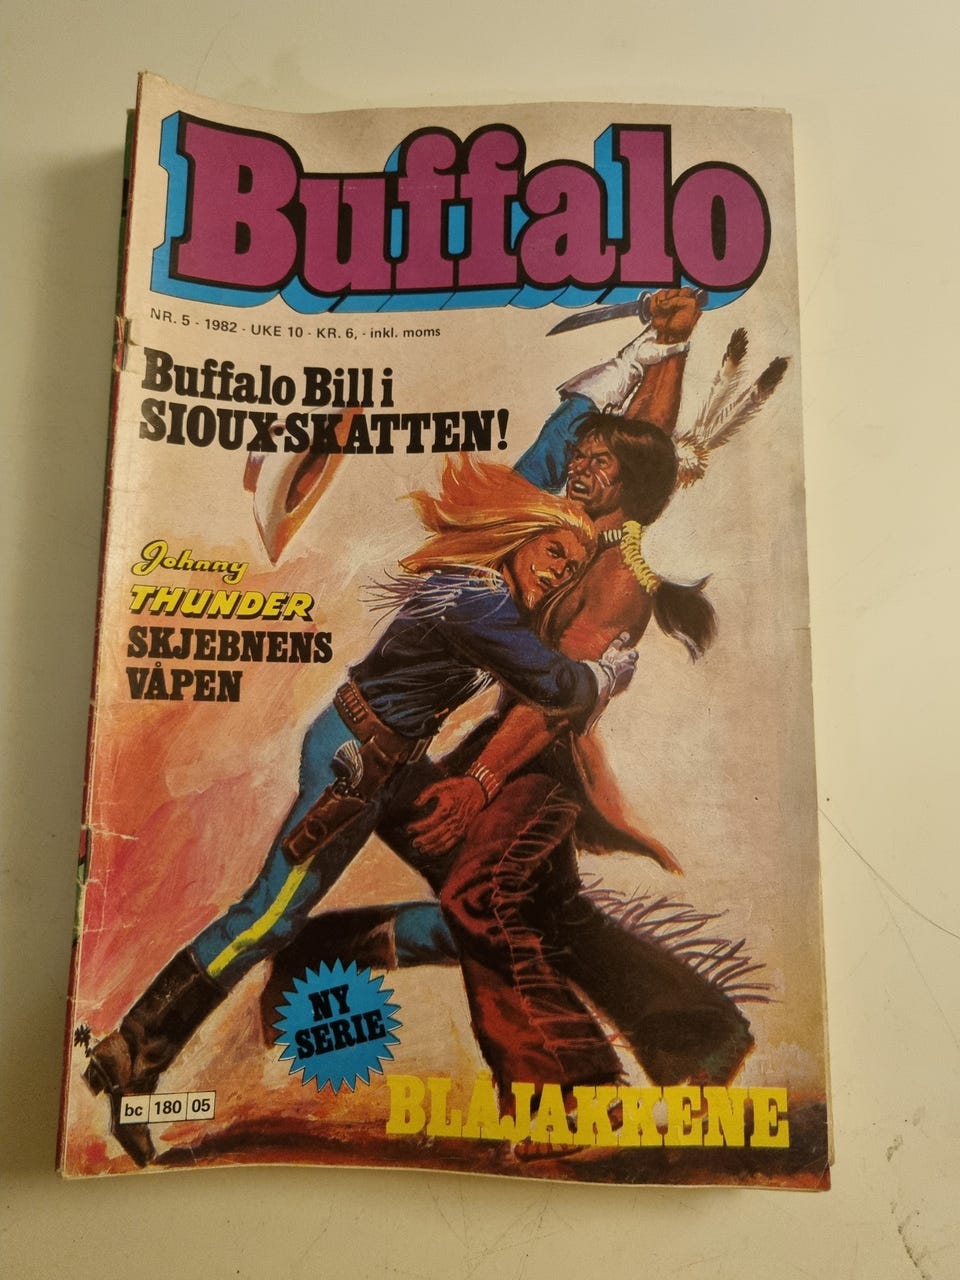 Buffalo
NR. 5 - 1982 - UKE 10 - KR. 6, - inkl. moms
Buffalo Bill i
SIOUX-SKATTEN!
Johnny
THUNDER
SKJEBNENS
VÅPEN
NY
SERIE
BLÅJAKKENE
bc 180 05